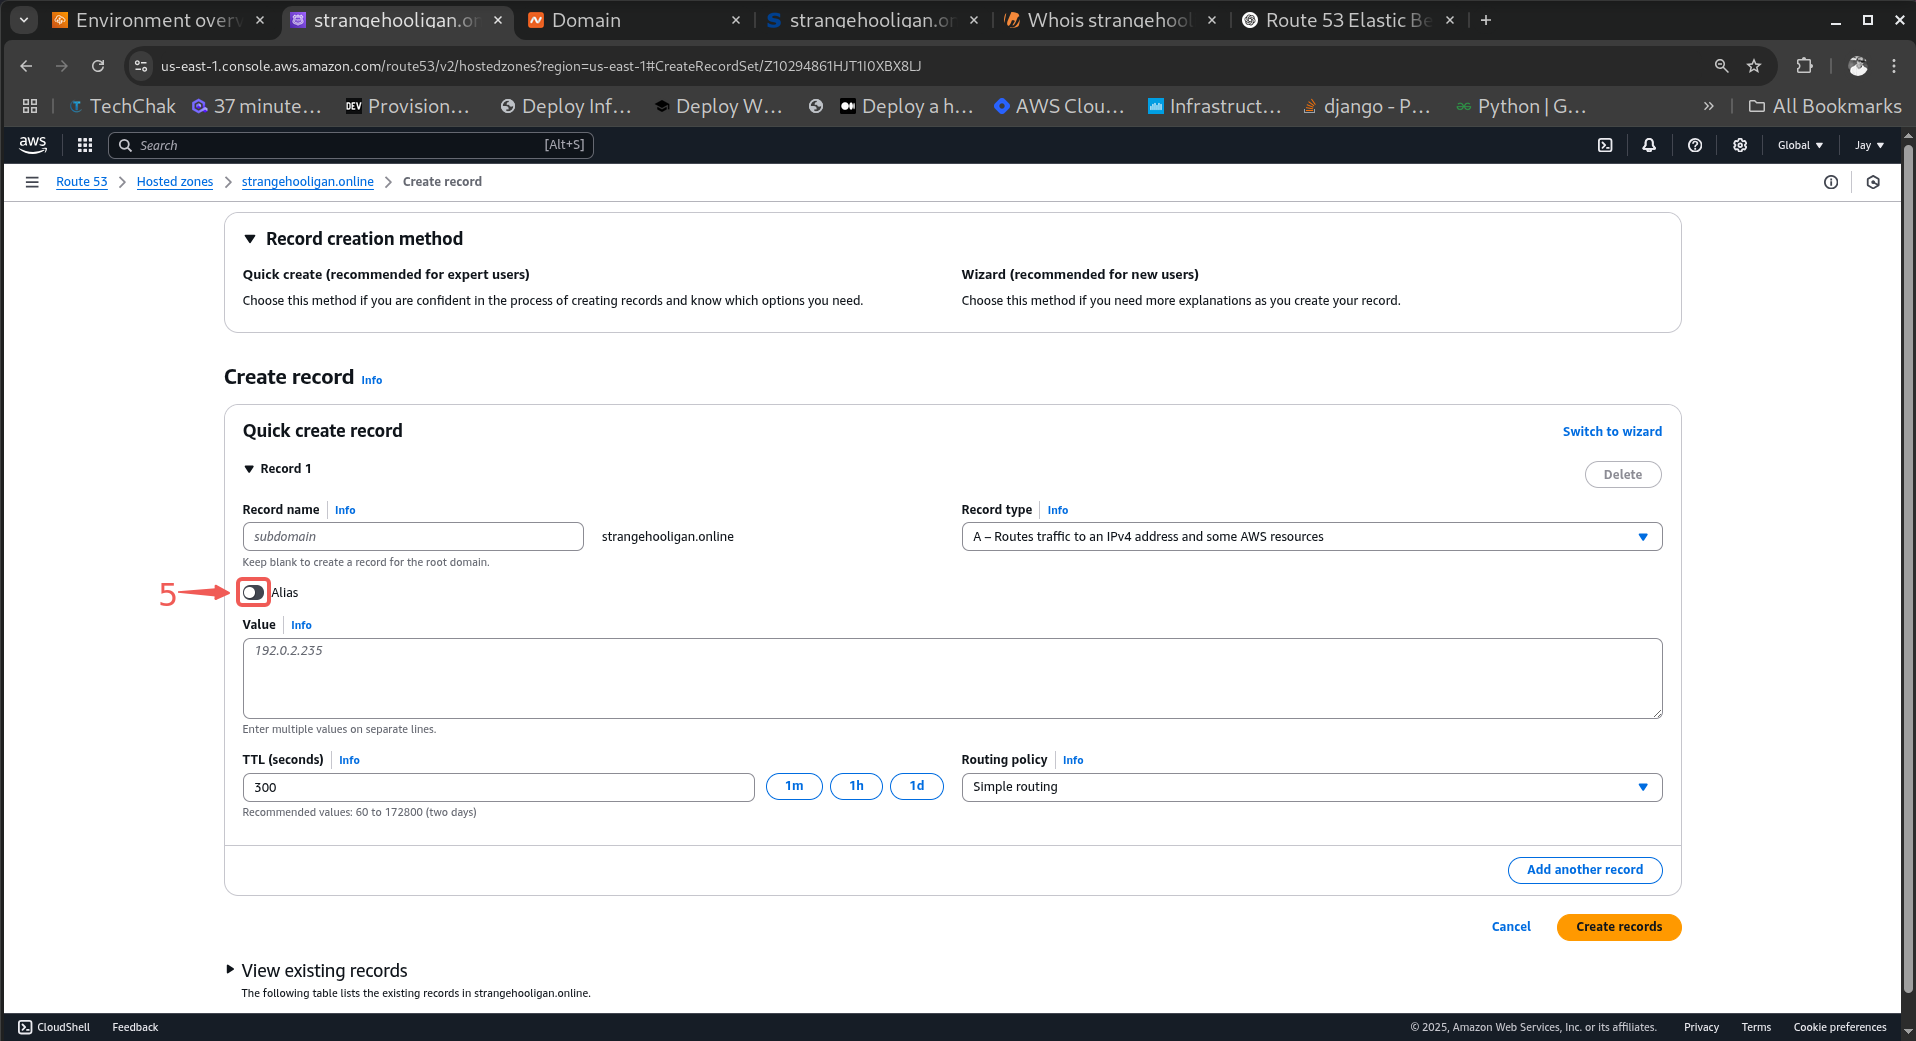 Environment overv
strangehooligan.or
Domain
strangehooligan.or
Whois strangehool
Route 53 Elastic Be
us-east-1.console.aws.amazon.com/route53/v2/hostedzones?region=us-east-1#CreateRecordSet/Z10294861HJT1I0XBX8LJ
TechChak
37 minute...
DEV Provision...
Deploy Inf...
Deploy W...
Deploy a h...
AWS Clou...
Infrastruct...
django - P...
Python | G...
All Bookmarks
aws
Search
[Alt+S]
Global
Jay
Route 53
Hosted zones
strangehooligan.online
Create record
Record creation method
Quick create (recommended for expert users)
Choose this method if you are confident in the process of creating records and know which options you need.
Wizard (recommended for new users)
Choose this method if you need more explanations as you create your record.
Create record Info
Quick create record
Switch to wizard
Record 1
Delete
Record name Info
subdomain
strangehooligan.online
Keep blank to create a record for the root domain.
Record type Info
A – Routes traffic to an IPv4 address and some AWS resources
5
Alias
Value Info
192.0.2.235
Enter multiple values on separate lines.
TTL (seconds) Info
300
1m
1h
1d
Recommended values: 60 to 172800 (two days)
Routing policy Info
Simple routing
Add another record
Cancel
Create records
View existing records
The following table lists the existing records in strangehooligan.online.
CloudShell
Feedback
© 2025, Amazon Web Services, Inc. or its affiliates.
Privacy
Terms
Cookie preferences